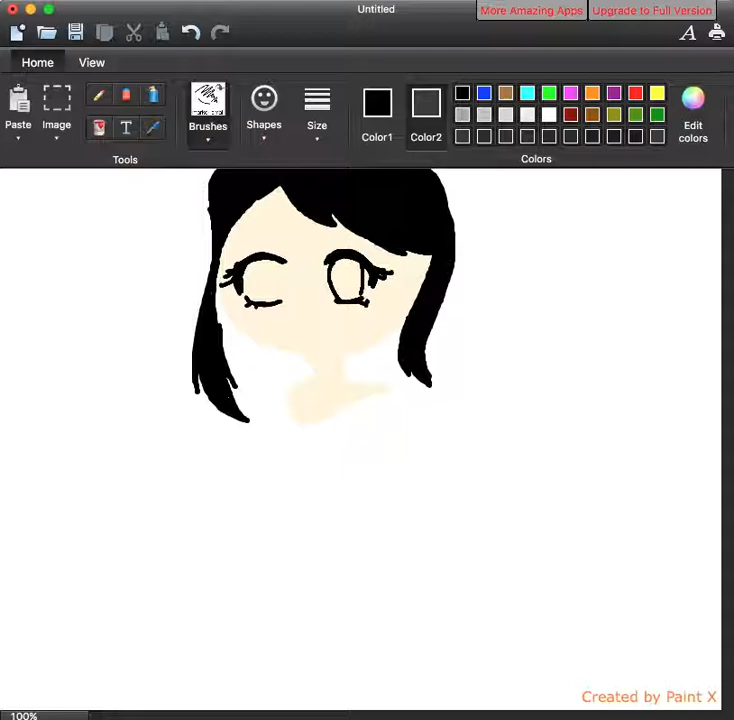 Untitled
More Amazing Apps
Upgrade to Full Version
A
Home
View
Paste
Image
T
Tools
Brushes
Shapes
Size
Color1
Color2
Colors
Edit
colors
Created by Paint X
100%